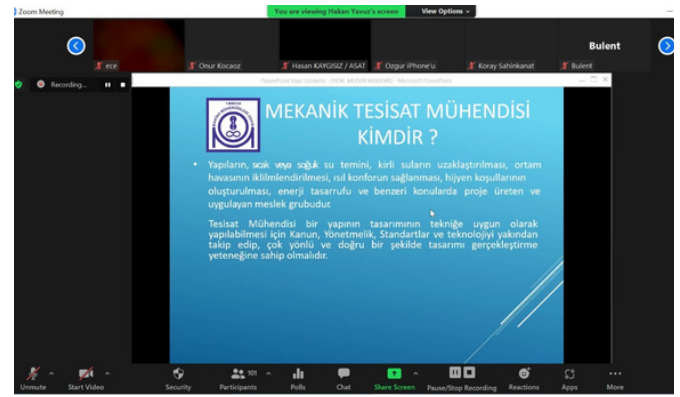 Zoom Meeting
You are viewing Hakan Yavuz's screen
View Options
Bulent
ece
Onur Kocaoz
Hasan KAYGISIZ / ASAT
Ozgur iPhone'u
Koray Sahinkanat
Bulent
Recording...
MEKANİK TESİSAT MÜHENDİSİ
KİMDİR ?
• Yapıların, sıcak veya soğuk su temini, kirli suların uzaklaştırılması, ortam
havasının iklimlendirilmesi, ısıl konforun sağlanması, hijyen koşullarının
oluşturulması, enerji tasarrufu ve benzeri konularda proje üreten ve
uygulayan meslek grubudur.
Tesisat Mühendisi bir yapının tasarımının tekniğe uygun olarak
yapılabilmesi için Kanun, Yönetmelik, Standartlar ve teknolojiyi yakından
takip edip, çok yönlü ve doğru bir şekilde tasarımı gerçekleştirme
yeteneğine sahip olmalıdır.
Unmute
Start Video
Security
Participants
101
Polls
Chat
Share Screen
Pause/Stop Recording
Reactions
Apps
More